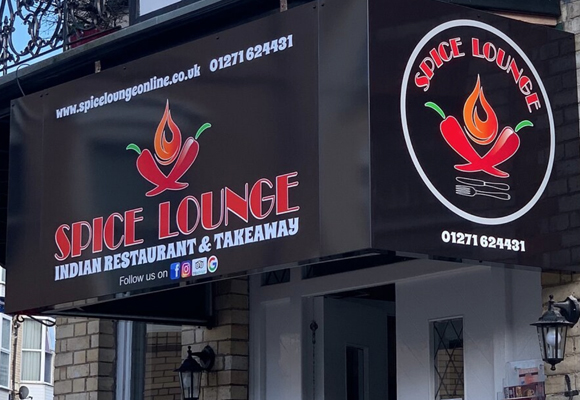 www.spiceloungeonline.co.uk 01271 624431
SPICE LOUNGE
INDIAN RESTAURANT & TAKEAWAY
Follow us on
SPICE LOUNGE
01271 624431